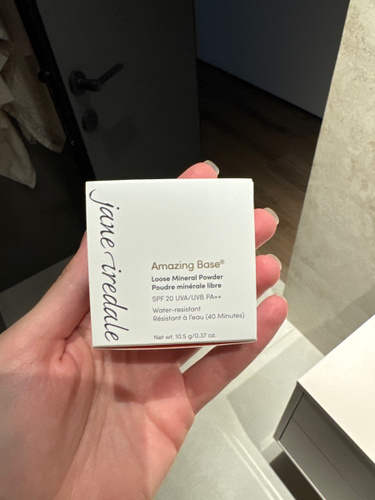 jane iredale
Amazing Base®
Loose Mineral Powder
Poudre minérale libre
SPF 20 UVA/UVB PA++
Water-resistant
Résistant à l'eau (40 Minutes)
Net wt. 10.5 g/0.37 oz.